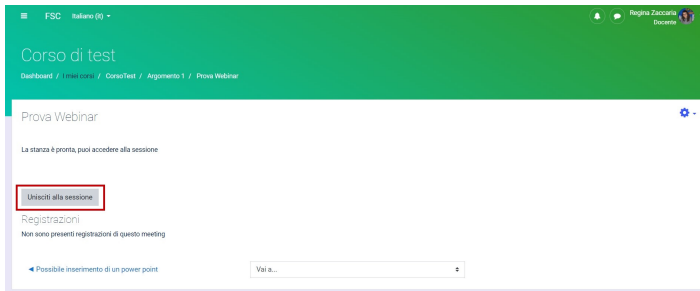 FSC Italiano (it)
Regina Zaccaria
Docente
Corso di test
Dashboard / I miei corsi / CorsoTest / Argomento 1 / Prova Webinar
Prova Webinar
La stanza è pronta, puoi accedere alla sessione
Unisciti alla sessione
Registrazioni
Non sono presenti registrazioni di questo meeting
◄ Possibile inserimento di un power point
Vai a...